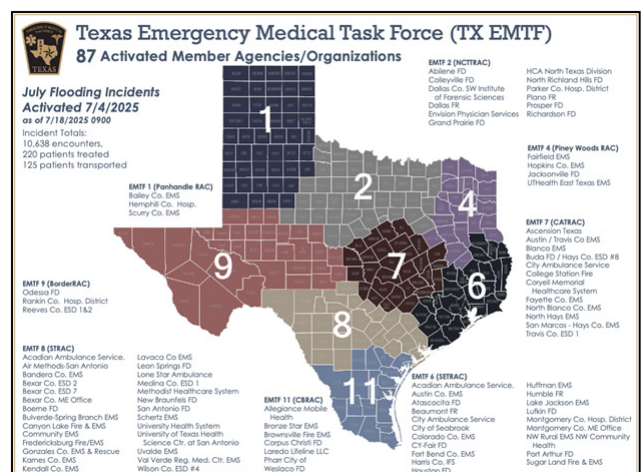 EMERGENCY MEDICAL
TASK FORCE
TEXAS
Texas Emergency Medical Task Force (TX EMTF)
87 Activated Member Agencies/Organizations
July Flooding Incidents
Activated 7/4/2025
as of 7/18/2025 0900
Incident Totals:
10,638 encounters,
220 patients treated
125 patients transported
EMTF 1 (Panhandle RAC)
Bailey Co. EMS
Hemphill Co. Hosp.
Scurry Co. EMS
EMTF 2 (NCTTRAC)
Abilene FD
Colleyville FD
Dallas Co. SW Institute
of Forensic Sciences
Dallas FR
Envision Physician Services
Grand Prairie FD
HCA North Texas Division
North Richland Hills FD
Parker Co. Hosp. District
Plano FR
Prosper FD
Richardson FD
EMTF 4 (Piney Woods RAC)
Fairfield EMS
Hopkins Co. EMS
Jacksonville FD
UTHealth East Texas EMS
EMTF 7 (CATRAC)
Ascension Texas
Austin / Travis Co EMS
Blanco EMS
Buda FD / Hays Co. ESD #8
City Ambulance Service
College Station Fire
Coryell Memorial
Healthcare System
Fayette Co. EMS
North Blanco Co. EMS
North Hays EMS
San Marcos - Hays Co. EMS
Travis Co. ESD 1
1
2
4
9
7
6
8
11
EMTF 9 (BorderRAC)
Odessa FD
Rankin Co. Hosp. District
Reeves Co. ESD 1&2
EMTF 8 (STRAC)
Acadian Ambulance Service.
Air Methods-San Antonio
Bandera Co. EMS
Bexar Co. ESD 2
Bexar Co. ESD 7
Bexar Co. ME Office
Boerne FD
Bulverde-Spring Branch EMS
Canyon Lake Fire & EMS
Community EMS
Fredericksburg Fire/EMS
Gonzales Co. EMS & Rescue
Karnes Co. EMS
Kendall Co. EMS
Lavaca Co EMS
Leon Springs FD
Lone Star Ambulance
Medina Co. ESD 1
Methodist Healthcare System
New Braunfels FD
San Antonio FD
Schertz EMS
University Health System
University of Texas Health
Science Ctr. of San Antonio
Uvalde EMS
Val Verde Reg. Med. Ctr. EMS
Wilson Co. ESD #4
EMTF 11 (CBRAC)
Allegiance Mobile
Health
Bronze Star EMS
Brownsville Fire EMS
Corpus Christi FD
Laredo Lifeline LLC
Pharr City of
Weslaco FD
EMTF 6 (SETRAC)
Acadian Ambulance Service.
Austin Co. EMS
Atascocita FD
Beaumont FR
City Ambulance Service
City of Seabrook
Colorado Co. EMS
CY-Fair FD
Fort Bend Co. EMS
Harris Co. IFS
Houston FD
Huffman EMS
Humble FR
Lake Jackson EMS
Lufkin FD
Montgomery Co. Hosp. District
Montgomery Co. ME Office
NW Rural EMS NW Community
Health
Port Arthur FD
Sugar Land Fire & EMS